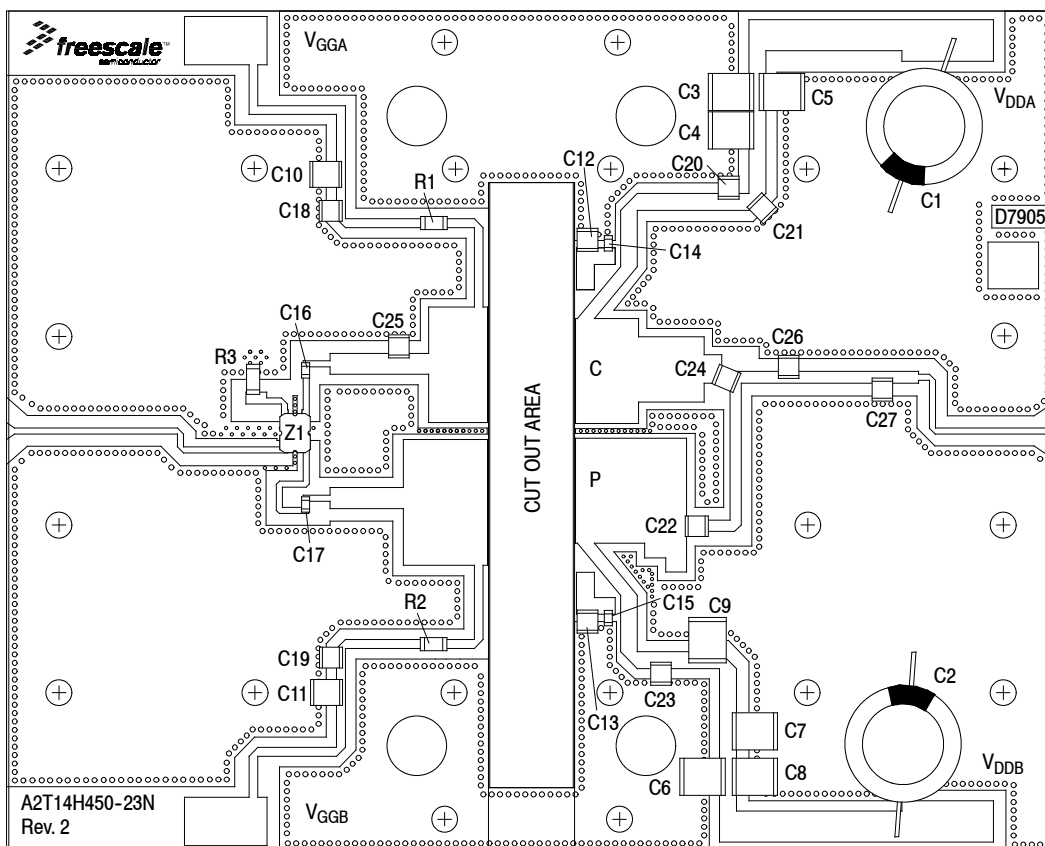 freescale™
semiconductor
VGGA
C3
C5
C4
VDDA
C1
C12
C20
C10
R1
C18
C21
D7905
C14
C16
C25
C26
R3
C
C24
C27
Z1
CUT OUT AREA
P
C22
C17
C15
C9
R2
C19
C11
C23
C13
C2
C7
C6
C8
VDDB
A2T14H450-23N
Rev. 2
VGGB